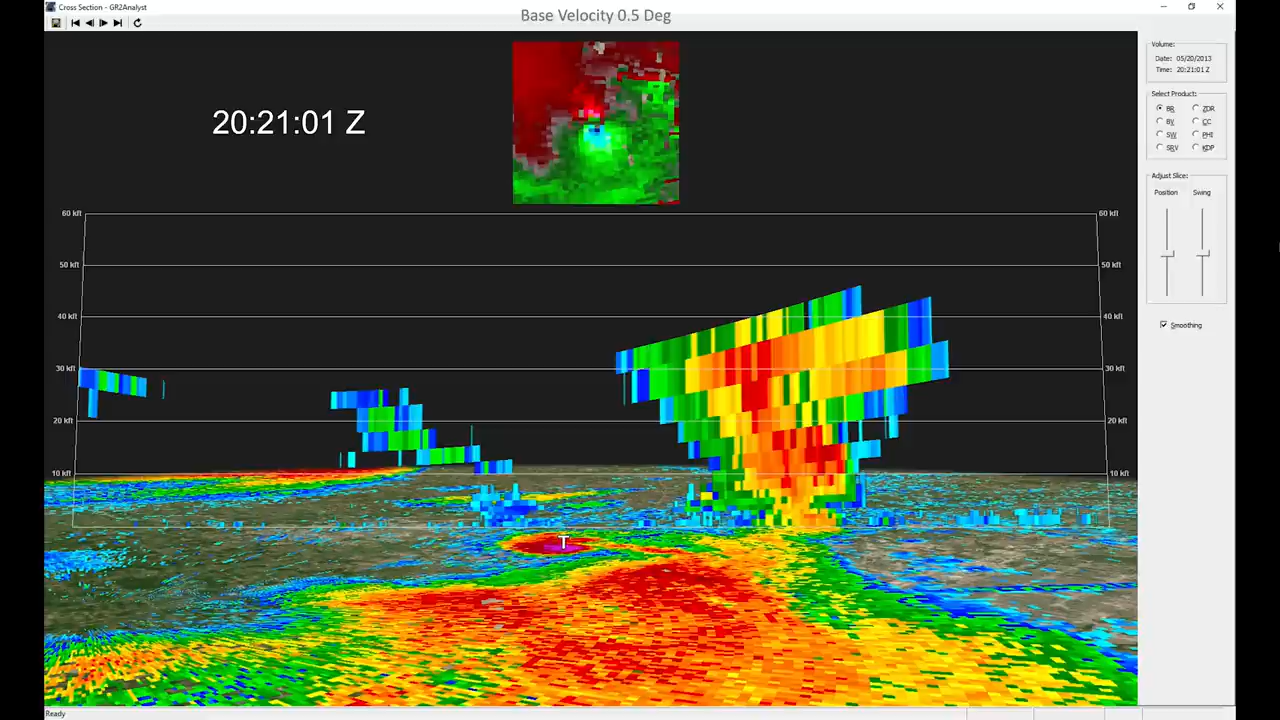 Cross Section - GR2Analyst
Base Velocity 0.5 Deg
20:21:01 Z
60 kft
50 kft
40 kft
30 kft
20 kft
10 kft
60 kft
50 kft
40 kft
30 kft
20 kft
10 kft
T
Volume:
Date: 05/20/2013
Time: 20:21:01 Z
Select Product:
BR ZDR
BV CC
SW PHI
SRV KDP
Adjust Slice:
Position Swing
Smoothing
Ready